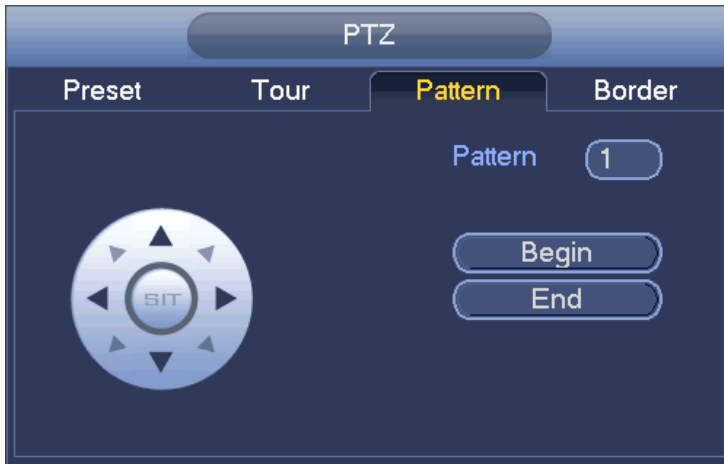 PTZ
Preset Tour Pattern Border
Pattern 1
SIT
Begin
End